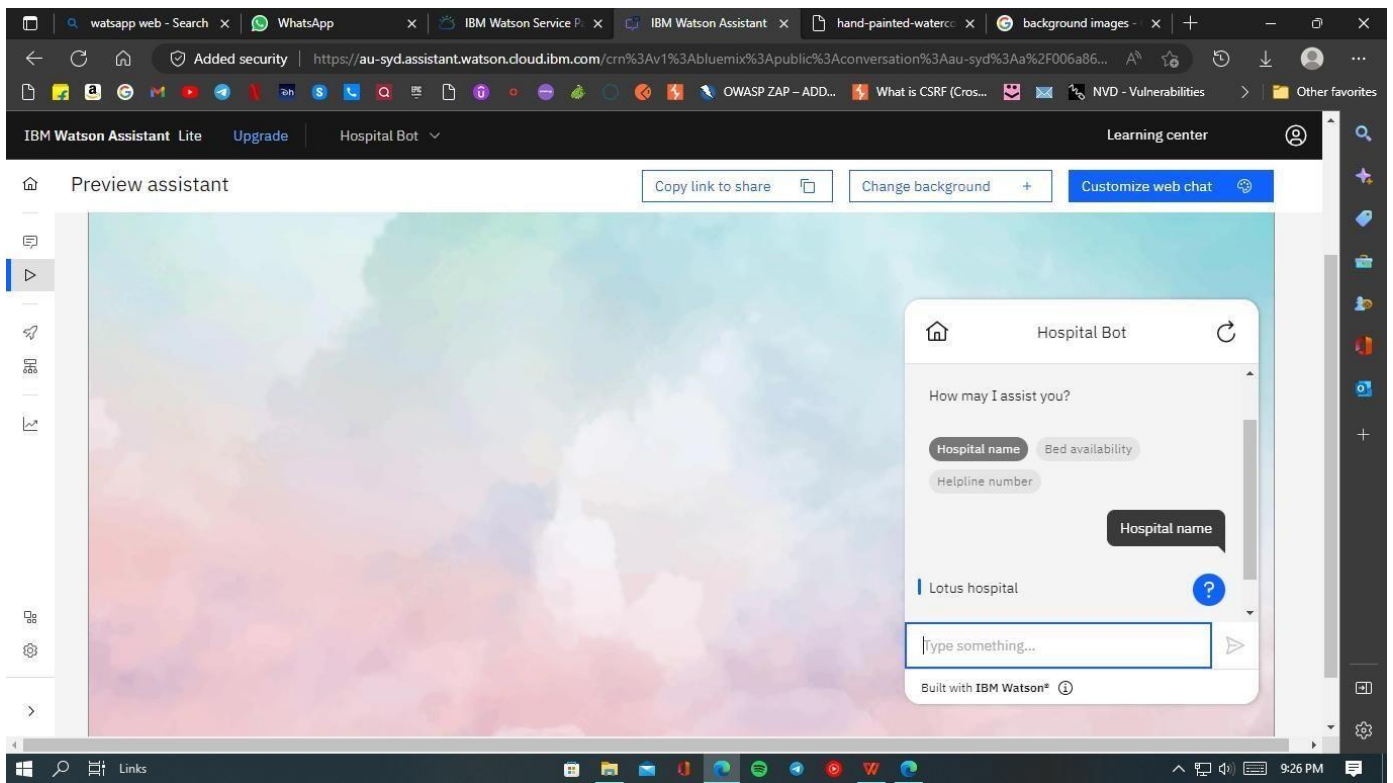 watsapp web - Search
WhatsApp
IBM Watson Service P
IBM Watson Assistant
hand-painted-waterco
background images -
Added security
https://au-syd.assistant.watson.cloud.ibm.com/crn%3Av1%3Abluemix%3Apublic%3Aconversation%3Aau-syd%3Aa%2F006a86...
OWASP ZAP – ADD...
What is CSRF (Cros...
NVD - Vulnerabilities
Other favorites
IBM Watson Assistant Lite
Upgrade
Hospital Bot
Learning center
Preview assistant
Copy link to share
Change background +
Customize web chat
Hospital Bot
How may I assist you?
Hospital name
Bed availability
Helpline number
Hospital name
Lotus hospital
?
Type something...
Built with IBM Watson®
Links
9:26 PM